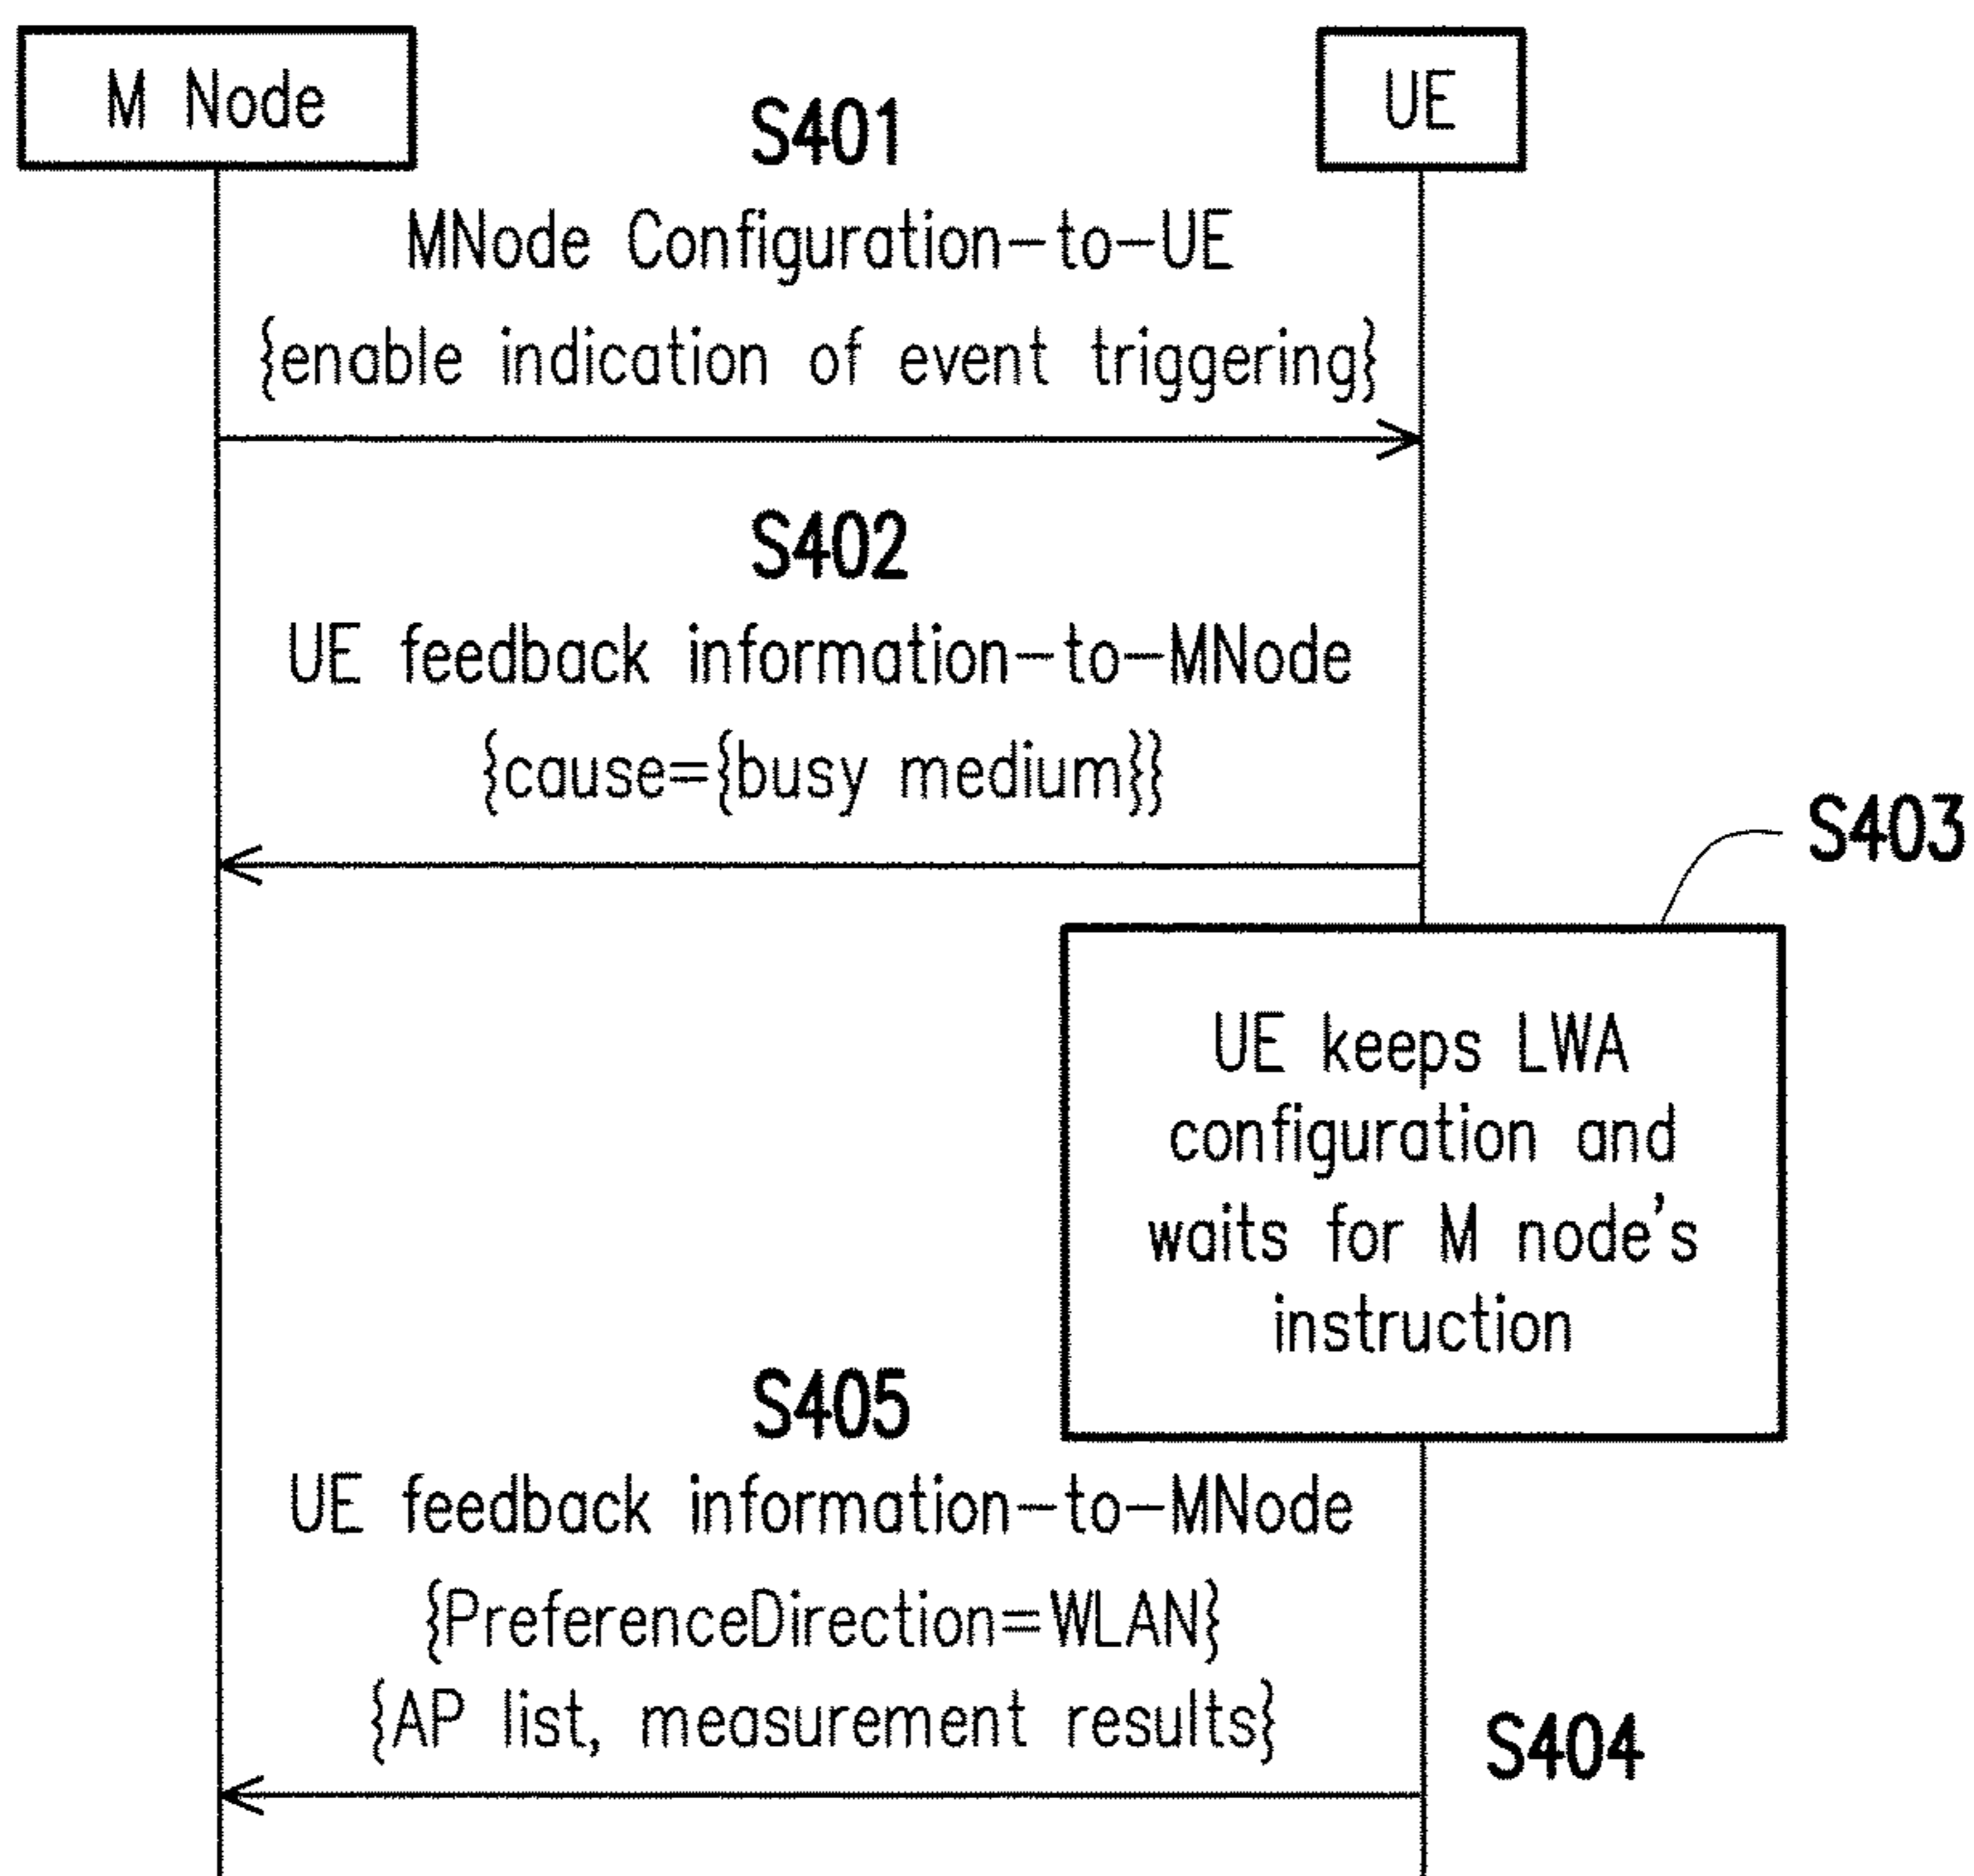 M Node
UE
S401
MNode Configuration-to-UE
{enable indication of event triggering}
S402
UE feedback information-to-MNode
{cause={busy medium}}
S403
UE keeps LWA
configuration and
waits for M node's
instruction
S405
UE feedback information-to-MNode
{PreferenceDirection=WLAN}
{AP list, measurement results}
S404